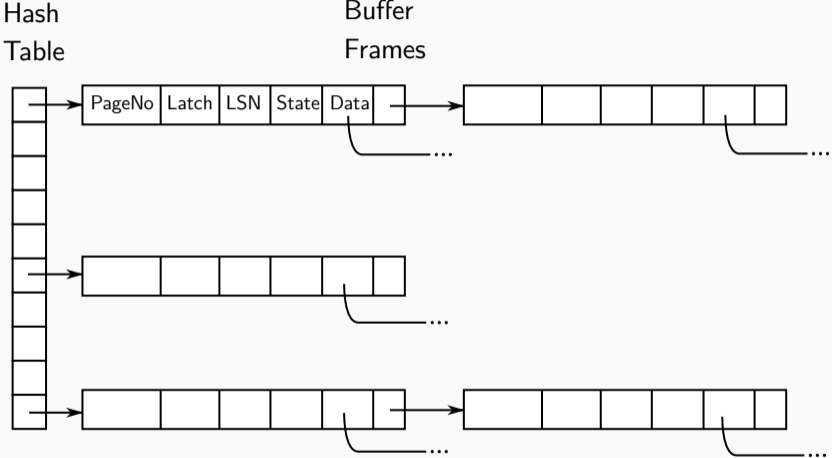 Hash
Table
Buffer
Frames
PageNo Latch LSN State Data
...
...
...
...
...